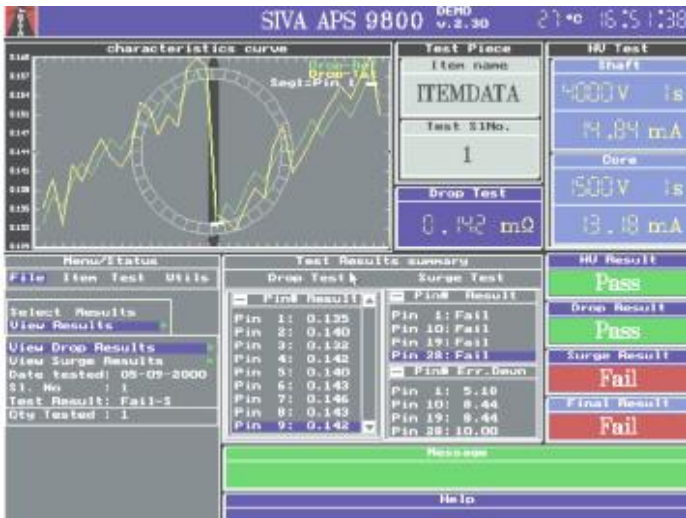 SIVA APS 9800 DEMO v.2.30
27 °C 16:51:38
characteristics curve
Drop-Ref
Drop-Tst
Seg1=Pin 1
Test Piece
Item name
ITEMDATA
Test SlNo.
1
Drop Test
0.142 mΩ
HV Test
Shaft
4000 V 1s
14.84 mA
Core
1500 V 1s
13.18 mA
Menu/Status
File Item Test Utils
Select Results
View Results
View Drop Results
View Surge Results
Date tested: 05-09-2000
Sl. No : 1
Test Result: Fail-S
Qty Tested : 1
Test Results summary
Drop Test
Pin# Result
Pin 1: 0.135
Pin 2: 0.140
Pin 3: 0.132
Pin 4: 0.142
Pin 5: 0.140
Pin 6: 0.143
Pin 7: 0.146
Pin 8: 0.143
Pin 9: 0.142
Surge Test
Pin# Result
Pin 1: Fail
Pin 10: Fail
Pin 19: Fail
Pin 28: Fail
Pin# Err.Down
Pin 1: 5.18
Pin 10: 8.44
Pin 19: 8.44
Pin 28: 10.00
HV Result
Pass
Drop Result
Pass
Surge Result
Fail
Final Result
Fail
Message
Help